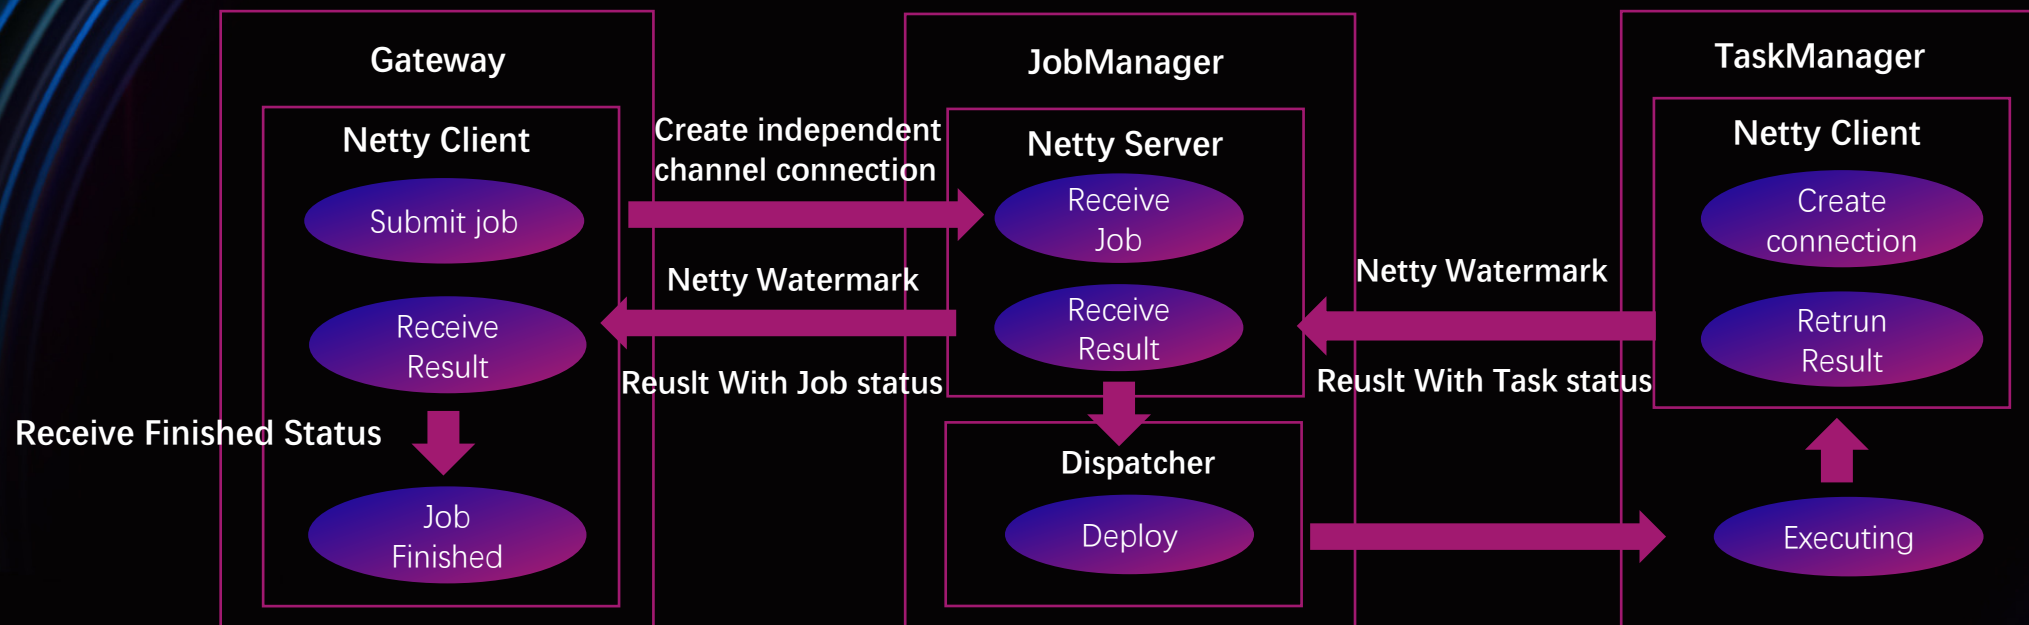 Gateway
Netty Client
Submit job
Receive
Result
Receive Finished Status
Job
Finished
Create independent
channel connection
Netty Watermark
Reuslt With Job status
JobManager
Netty Server
Receive
Job
Receive
Result
Dispatcher
Deploy
Netty Watermark
Reuslt With Task status
TaskManager
Netty Client
Create
connection
Retrun
Result
Executing